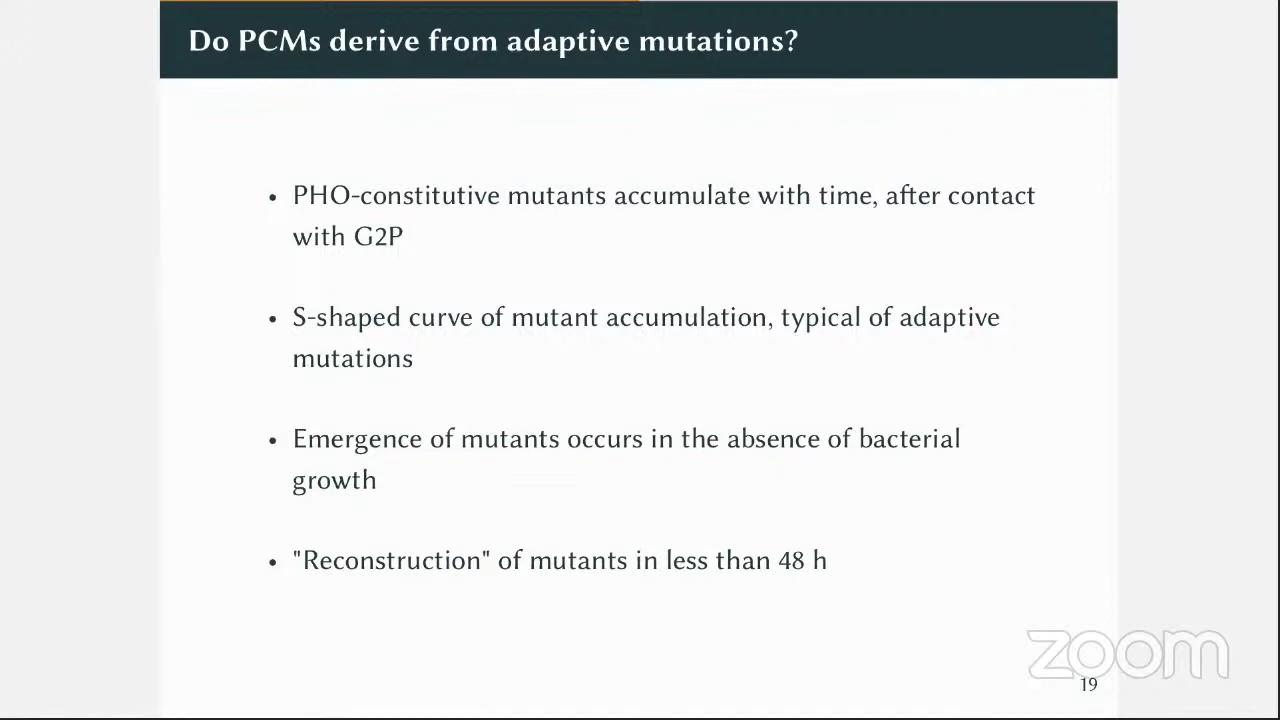 Do PCMs derive from adaptive mutations?
• PHO-constitutive mutants accumulate with time, after contact
with G2P
• S-shaped curve of mutant accumulation, typical of adaptive
mutations
• Emergence of mutants occurs in the absence of bacterial
growth
• "Reconstruction" of mutants in less than 48 h
zoom
19